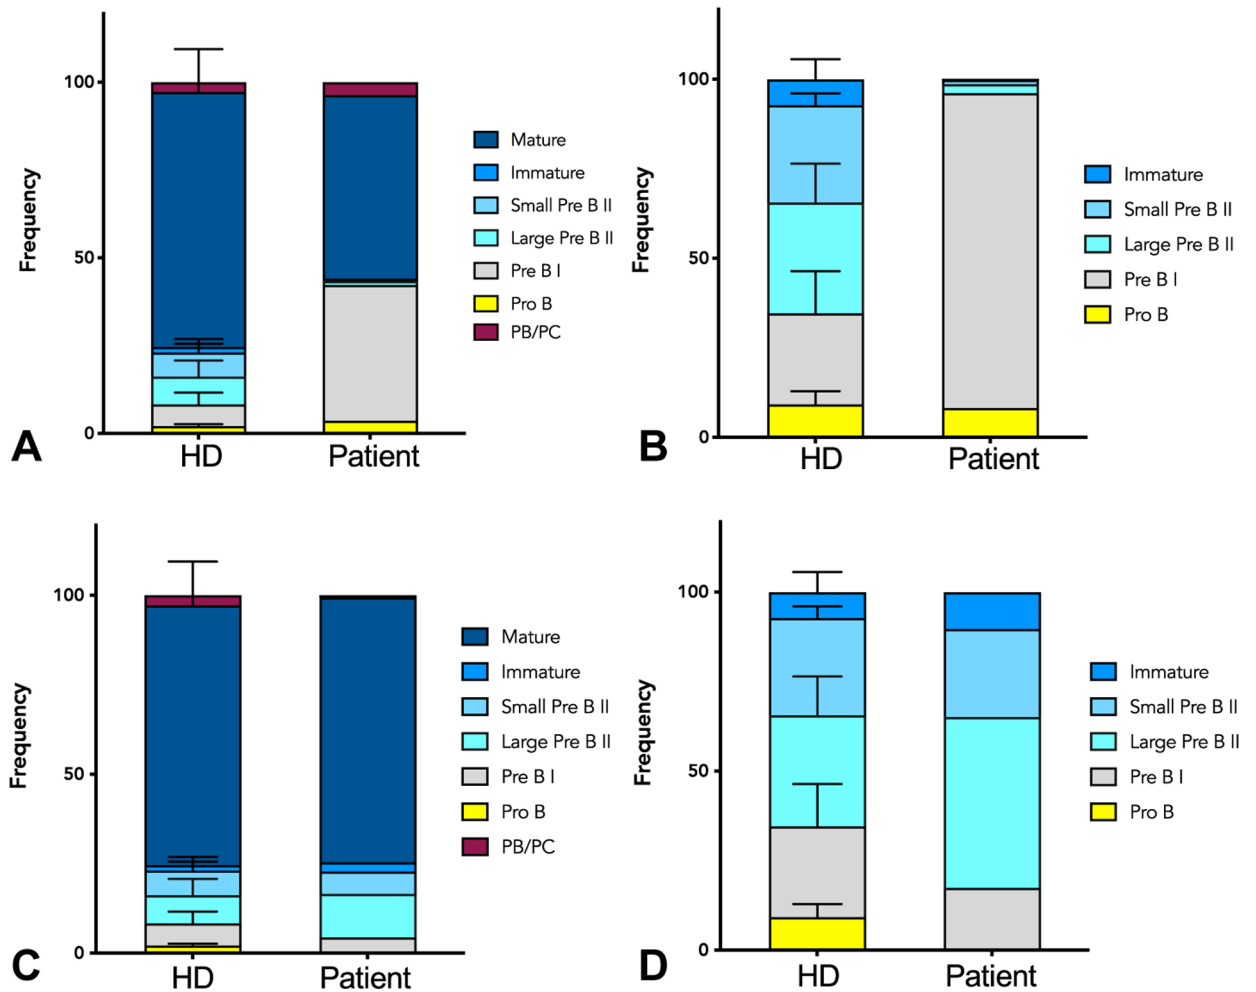 100
50
0
Frequency
HD
Patient
Mature
Immature
Small Pre B II
Large Pre B II
Pre B I
Pro B
PB/PC
A
100
50
0
Frequency
HD
Patient
Immature
Small Pre B II
Large Pre B II
Pre B I
Pro B
B
100
50
0
Frequency
HD
Patient
Mature
Immature
Small Pre B II
Large Pre B II
Pre B I
Pro B
PB/PC
C
100
50
0
Frequency
HD
Patient
Immature
Small Pre B II
Large Pre B II
Pre B I
Pro B
D